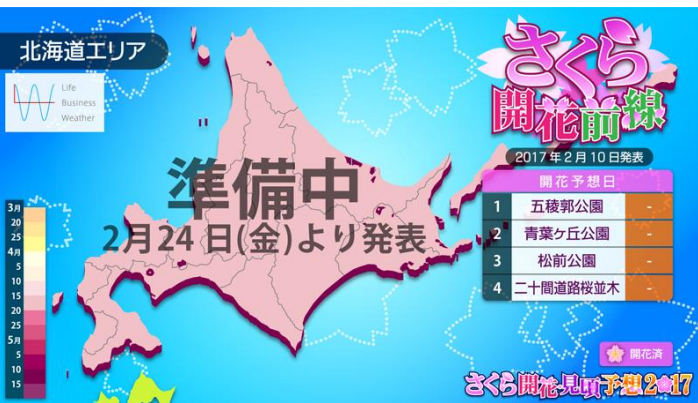 北海道エリア
Life
Business
Weather
さくら
開花前線
2017年2月10日発表
開花予想日
1 五稜郭公園 -
2 青葉ヶ丘公園 -
3 松前公園 -
4 二十間道路桜並木 -
準備中
2月24日(金)より発表
3月
20
25
4月
5
10
15
20
25
5月
5
10
15
開花済
さくら開花・見頃予想2017